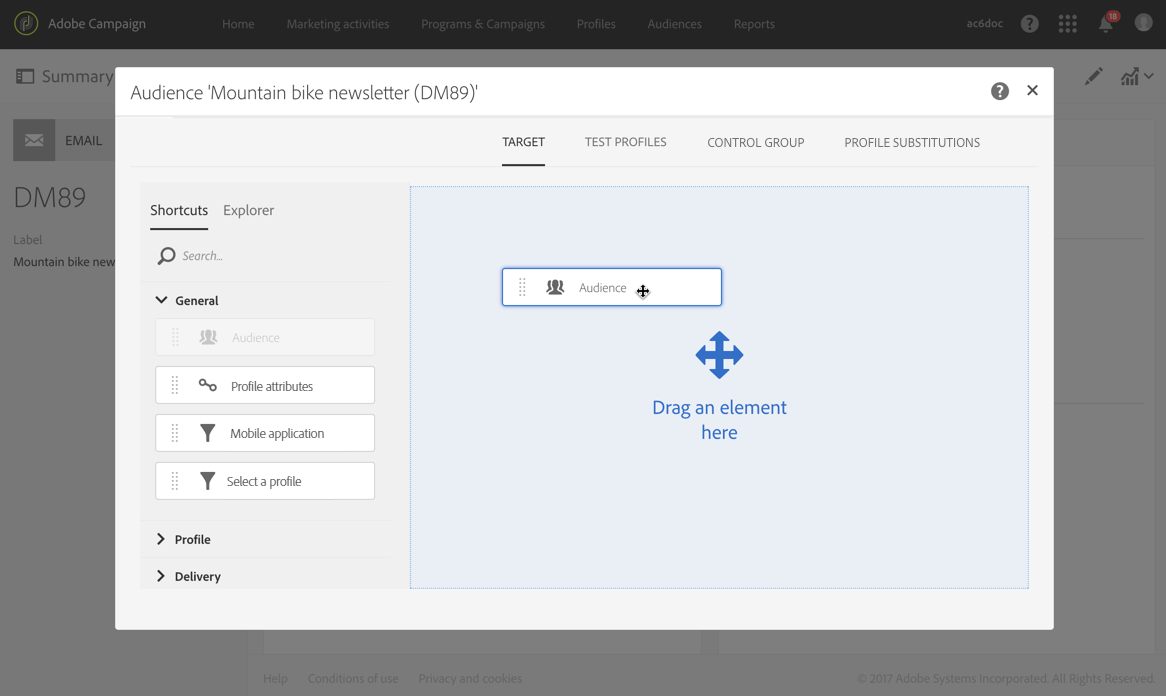 Adobe Campaign Home Marketing activities Programs & Campaigns Profiles Audiences Reports ac6doc ? 18
Summary
Audience 'Mountain bike newsletter (DM89)' ?
EMAIL
TARGET TEST PROFILES CONTROL GROUP PROFILE SUBSTITUTIONS
DM89
Label
Mountain bike new
Shortcuts Explorer
Search...
General
Audience
Profile attributes
Mobile application
Select a profile
Profile
Delivery
Audience
Drag an element
here
Help Conditions of use Privacy and cookies © 2017 Adobe Systems Incorporated. All Rights Reserved.